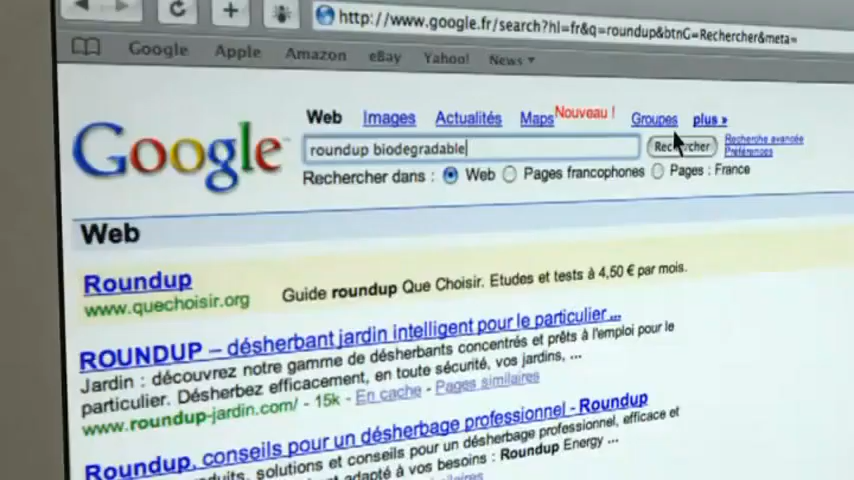 http://www.google.fr/search?hl=fr&q=roundup&btnG=Rechercher&meta=
Google Apple Amazon eBay Yahoo! News
Web Images Actualités Maps Nouveau ! Groupes plus »
Google
roundup biodegradable Rechercher Recherche avancée
Préférences
Rechercher dans : Web Pages francophones Pages : France
Web
Roundup
www.quechoisir.org Guide roundup Que Choisir. Etudes et tests à 4,50 € par mois.
ROUNDUP – désherbant jardin intelligent pour le particulier ...
Jardin : découvrez notre gamme de désherbants concentrés et prêts à l'emploi pour le
particulier. Désherbez efficacement, en toute sécurité, vos jardins, ...
www.roundup-jardin.com/ - 15k - En cache - Pages similaires
Roundup, conseils pour un désherbage professionnel - Roundup
solutions et conseils pour un désherbage professionnel, efficace et
adapté à vos besoins : Roundup Energy ...